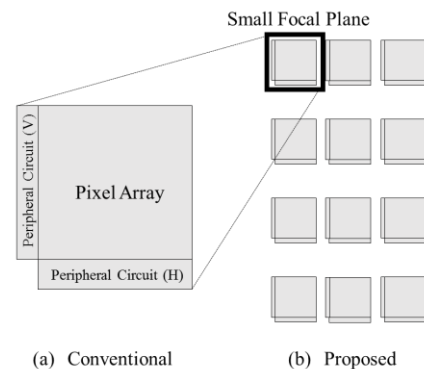 Small Focal Plane
Peripheral Circuit (V)
Pixel Array
Peripheral Circuit (H)
(a) Conventional
(b) Proposed